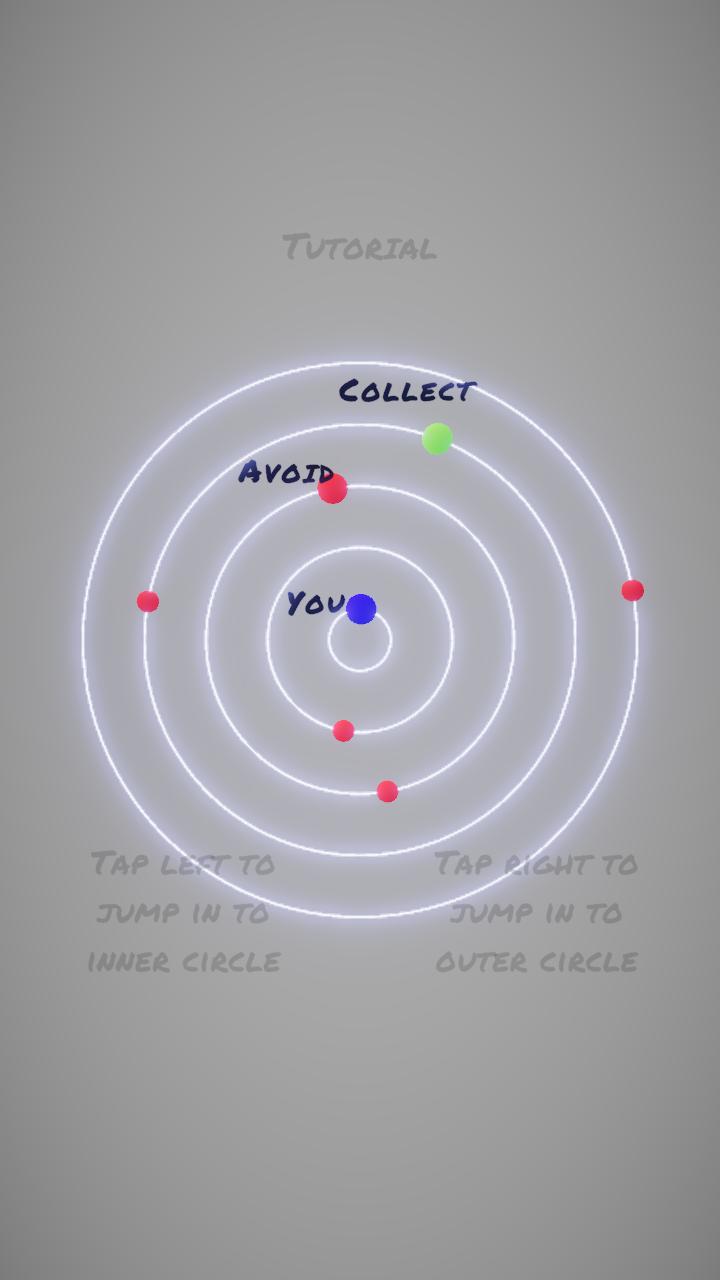 Tutorial
Collect
Avoid
You
Tap left to
jump in to
inner circle
Tap right to
jump in to
outer circle